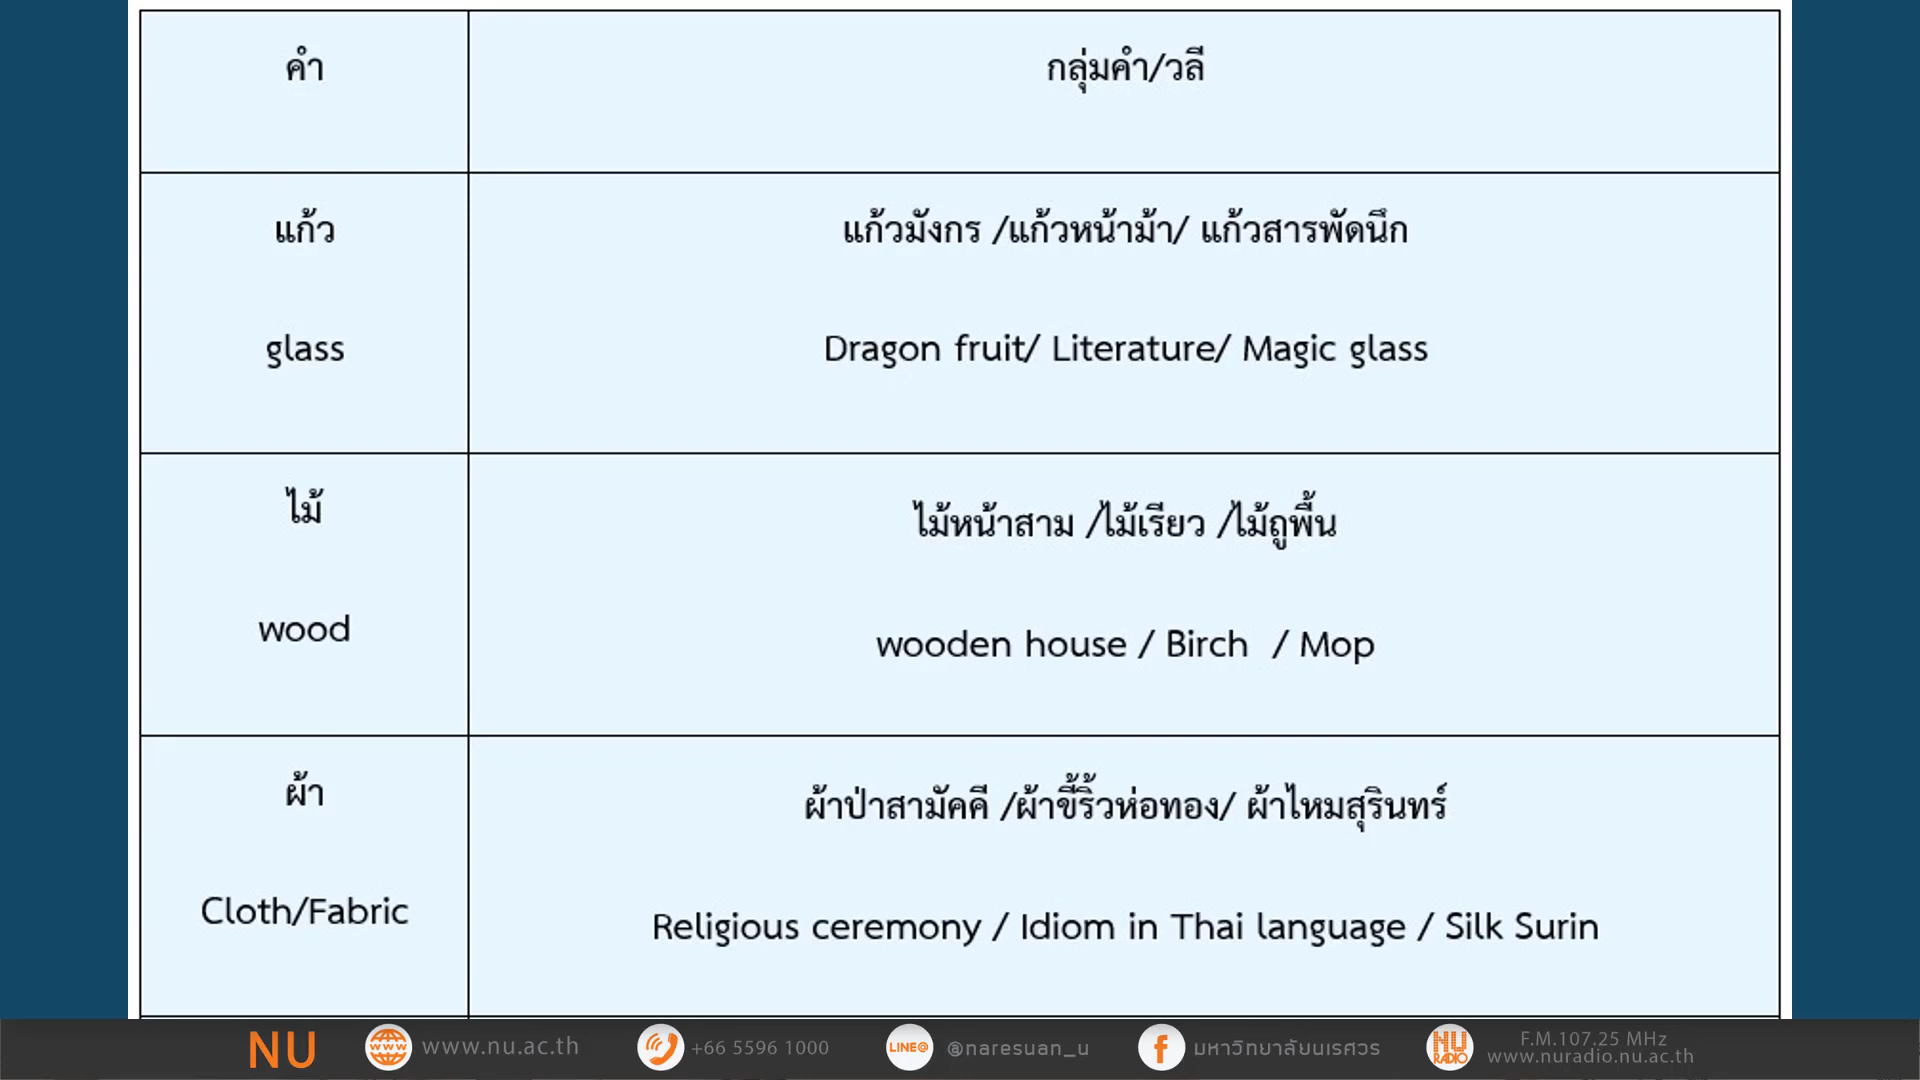 คำ
กลุ่มคำ/วลี
แก้ว
glass
แก้วมังกร /แก้วหน้าม้า/ แก้วสารพัดนึก
Dragon fruit/ Literature/ Magic glass
ไม้
wood
ไม้หน้าสาม /ไม้เรียว /ไม้ถูพื้น
wooden house / Birch / Mop
ผ้า
Cloth/Fabric
ผ้าป่าสามัคคี /ผ้าขี้ริ้วห่อทอง/ ผ้าไหมสุรินทร์
Religious ceremony / Idiom in Thai language / Silk Surin
NU
WWW
www.nu.ac.th
+66 5596 1000
LINE@
@naresuan_u
f
มหาวิทยาลัยนเรศวร
NU RADIO
F.M.107.25 MHz
www.nuradio.nu.ac.th